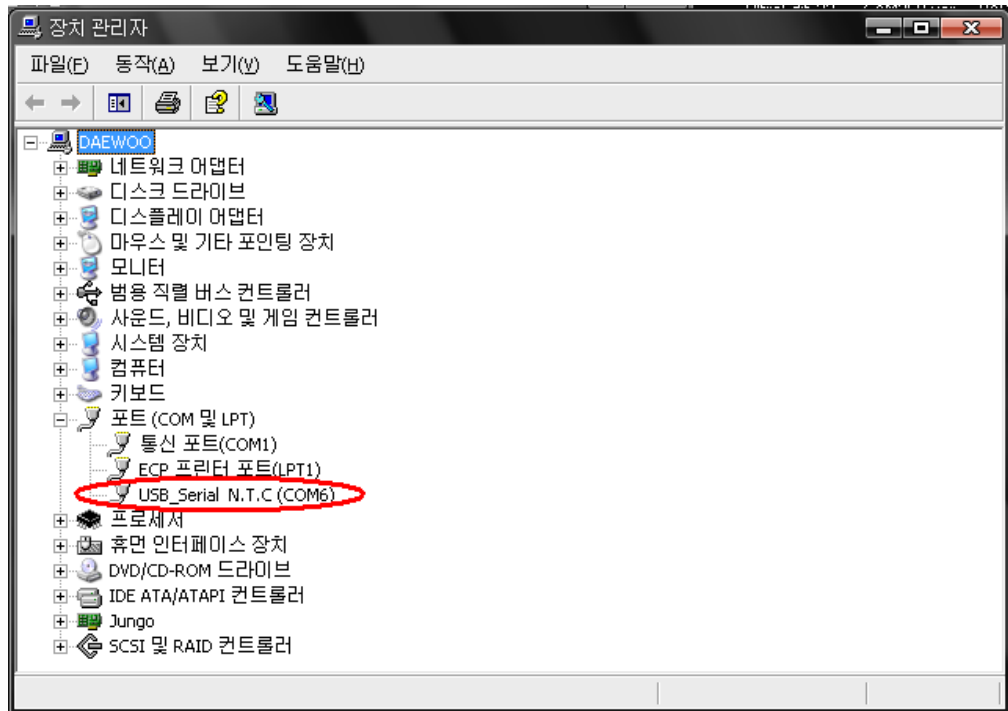 장치 관리자
파일(F) 동작(A) 보기(V) 도움말(H)
DAEWOO
네트워크 어댑터
디스크 드라이브
디스플레이 어댑터
마우스 및 기타 포인팅 장치
모니터
범용 직렬 버스 컨트롤러
사운드, 비디오 및 게임 컨트롤러
시스템 장치
컴퓨터
키보드
포트 (COM 및 LPT)
통신 포트(COM1)
ECP 프린터 포트(LPT1)
USB_Serial N.T.C (COM6)
프로세서
휴먼 인터페이스 장치
DVD/CD-ROM 드라이브
IDE ATA/ATAPI 컨트롤러
Jungo
SCSI 및 RAID 컨트롤러